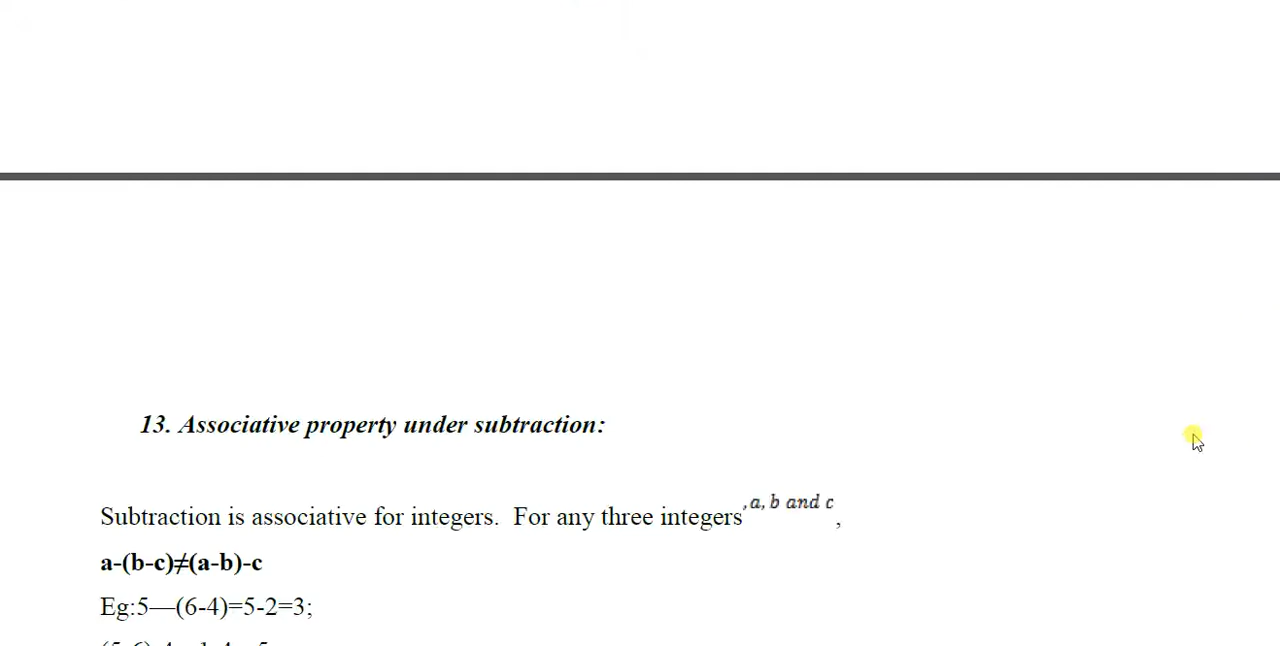 13. Associative property under subtraction:
Subtraction is associative for integers. For any three integers ,a, b and c ,
a-(b-c)≠(a-b)-c
Eg:5—(6-4)=5-2=3;